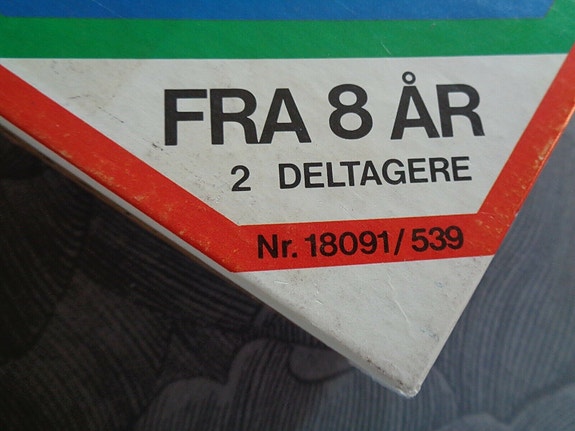 FRA 8 ÅR
2 DELTAGERE
Nr. 18091/539